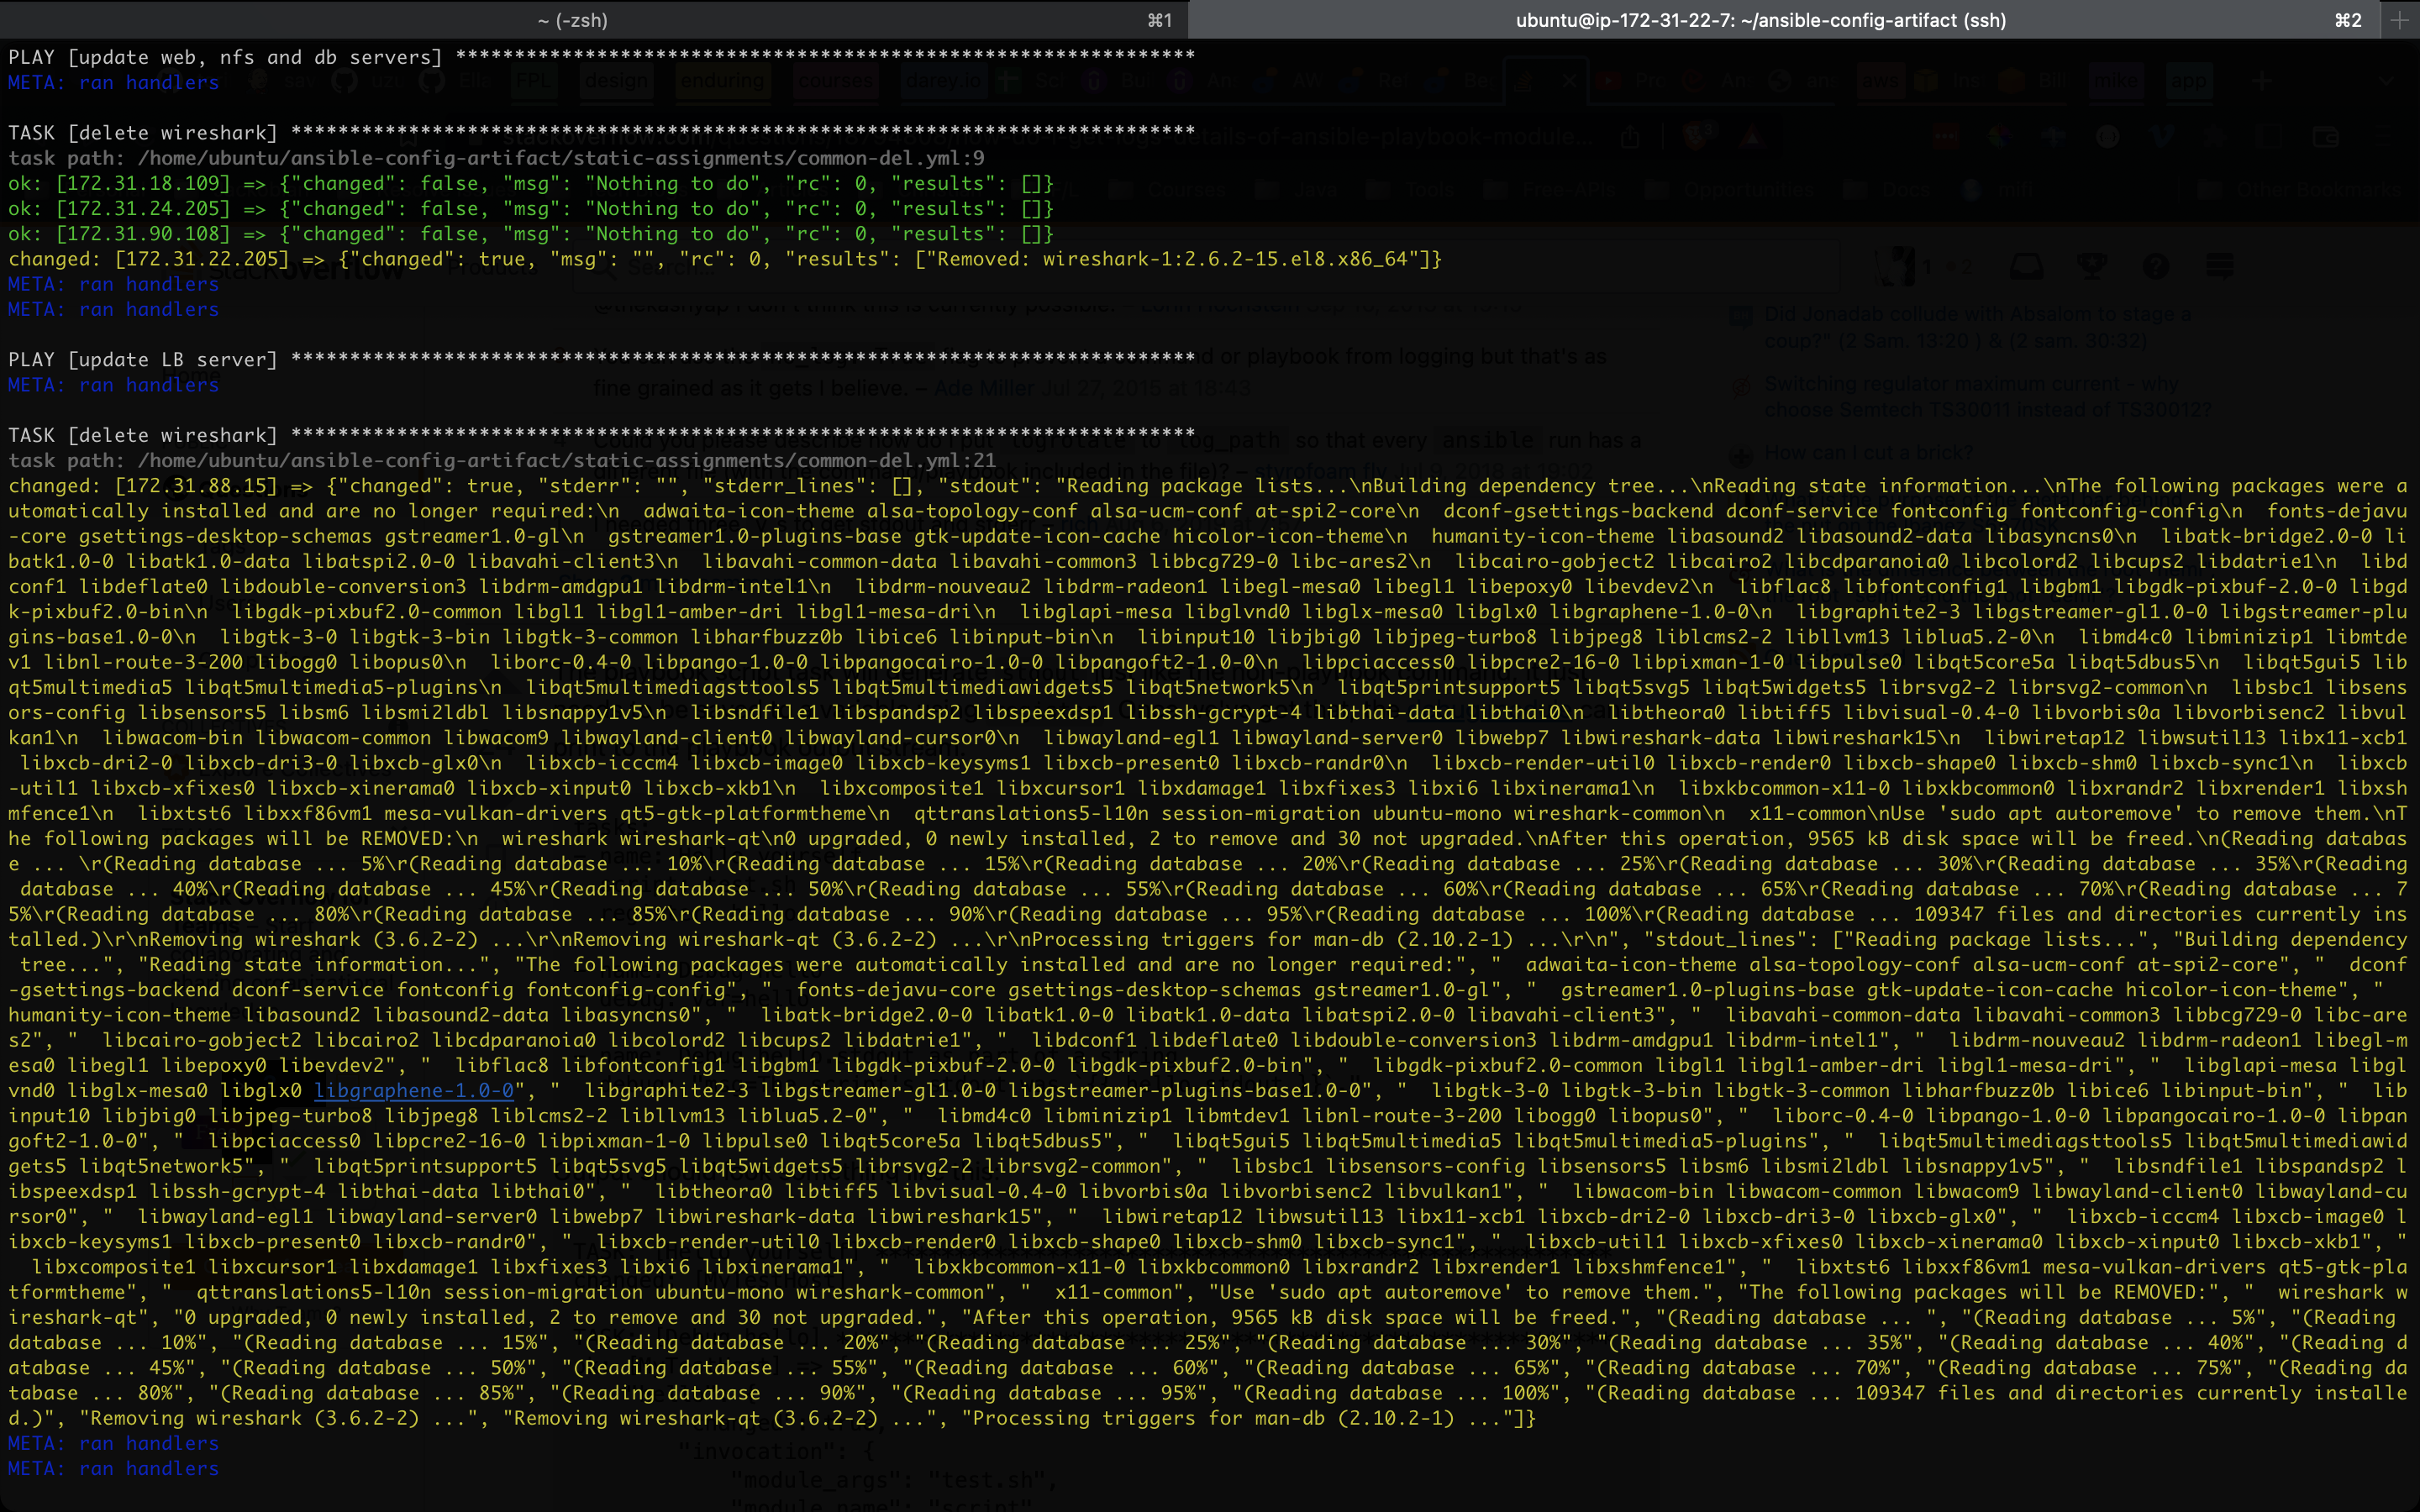 ~ (-zsh)
⌘1
ubuntu@ip-172-31-22-7: ~/ansible-config-artifact (ssh)
⌘2
PLAY [update web, nfs and db servers] **************************************************************
META: ran handlers
TASK [delete wireshark] ****************************************************************************
task path: /home/ubuntu/ansible-config-artifact/static-assignments/common-del.yml:9
ok: [172.31.18.109] => {"changed": false, "msg": "Nothing to do", "rc": 0, "results": []}
ok: [172.31.24.205] => {"changed": false, "msg": "Nothing to do", "rc": 0, "results": []}
ok: [172.31.90.108] => {"changed": false, "msg": "Nothing to do", "rc": 0, "results": []}
changed: [172.31.22.205] => {"changed": true, "msg": "", "rc": 0, "results": ["Removed: wireshark-1:2.6.2-15.el8.x86_64"]}
META: ran handlers
META: ran handlers
PLAY [update LB server] ****************************************************************************
META: ran handlers
TASK [delete wireshark] ****************************************************************************
task path: /home/ubuntu/ansible-config-artifact/static-assignments/common-del.yml:21
changed: [172.31.88.15] => {"changed": true, "stderr": "", "stderr_lines": [], "stdout": "Reading package lists...\nBuilding dependency tree...\nReading state information...\nThe following packages were a
utomatically installed and are no longer required:\n  adwaita-icon-theme alsa-topology-conf alsa-ucm-conf at-spi2-core\n  dconf-gsettings-backend dconf-service fontconfig fontconfig-config\n  fonts-dejavu
-core gsettings-desktop-schemas gstreamer1.0-gl\n  gstreamer1.0-plugins-base gtk-update-icon-cache hicolor-icon-theme\n  humanity-icon-theme libasound2 libasound2-data libasyncns0\n  libatk-bridge2.0-0 li
batk1.0-0 libatk1.0-data libatspi2.0-0 libavahi-client3\n  libavahi-common-data libavahi-common3 libbcg729-0 libc-ares2\n  libcairo-gobject2 libcairo2 libcdparanoia0 libcolord2 libcups2 libdatrie1\n  libd
conf1 libdeflate0 libdouble-conversion3 libdrm-amdgpu1 libdrm-intel1\n  libdrm-nouveau2 libdrm-radeon1 libegl-mesa0 libegl1 libepoxy0 libevdev2\n  libflac8 libfontconfig1 libgbm1 libgdk-pixbuf-2.0-0 libgd
k-pixbuf2.0-bin\n  libgdk-pixbuf2.0-common libgl1 libgl1-amber-dri libgl1-mesa-dri\n  libglapi-mesa libglvnd0 libglx-mesa0 libglx0 libgraphene-1.0-0\n  libgraphite2-3 libgstreamer-gl1.0-0 libgstreamer-plu
gins-base1.0-0\n  libgtk-3-0 libgtk-3-bin libgtk-3-common libharfbuzz0b libice6 libinput-bin\n  libinput10 libjbig0 libjpeg-turbo8 libjpeg8 liblcms2-2 libllvm13 liblua5.2-0\n  libmd4c0 libminizip1 libmtde
v1 libnl-route-3-200 libogg0 libopus0\n  liborc-0.4-0 libpango-1.0-0 libpangocairo-1.0-0 libpangoft2-1.0-0\n  libpciaccess0 libpcre2-16-0 libpixman-1-0 libpulse0 libqt5core5a libqt5dbus5\n  libqt5gui5 lib
qt5multimedia5 libqt5multimedia5-plugins\n  libqt5multimediagsttools5 libqt5multimediawidgets5 libqt5network5\n  libqt5printsupport5 libqt5svg5 libqt5widgets5 librsvg2-2 librsvg2-common\n  libsbc1 libsens
ors-config libsensors5 libsm6 libsmi2ldbl libsnappy1v5\n  libsndfile1 libspandsp2 libspeexdsp1 libssh-gcrypt-4 libthai-data libthai0\n  libtheora0 libtiff5 libvisual-0.4-0 libvorbis0a libvorbisenc2 libvul
kan1\n  libwacom-bin libwacom-common libwacom9 libwayland-client0 libwayland-cursor0\n  libwayland-egl1 libwayland-server0 libwebp7 libwireshark-data libwireshark15\n  libwiretap12 libwsutil13 libx11-xcb1
 libxcb-dri2-0 libxcb-dri3-0 libxcb-glx0\n  libxcb-icccm4 libxcb-image0 libxcb-keysyms1 libxcb-present0 libxcb-randr0\n  libxcb-render-util0 libxcb-render0 libxcb-shape0 libxcb-shm0 libxcb-sync1\n  libxcb
-util1 libxcb-xfixes0 libxcb-xinerama0 libxcb-xinput0 libxcb-xkb1\n  libxcomposite1 libxcursor1 libxdamage1 libxfixes3 libxi6 libxinerama1\n  libxkbcommon-x11-0 libxkbcommon0 libxrandr2 libxrender1 libxsh
mfence1\n  libxtst6 libxxf86vm1 mesa-vulkan-drivers qt5-gtk-platformtheme\n  qttranslations5-l10n session-migration ubuntu-mono wireshark-common\n  x11-common\nUse 'sudo apt autoremove' to remove them.\nT
he following packages will be REMOVED:\n  wireshark wireshark-qt\n0 upgraded, 0 newly installed, 2 to remove and 30 not upgraded.\nAfter this operation, 9565 kB disk space will be freed.\n(Reading databas
e ... \r(Reading database ... 5%\r(Reading database ... 10%\r(Reading database ... 15%\r(Reading database ... 20%\r(Reading database ... 25%\r(Reading database ... 30%\r(Reading database ... 35%\r(Reading
 database ... 40%\r(Reading database ... 45%\r(Reading database ... 50%\r(Reading database ... 55%\r(Reading database ... 60%\r(Reading database ... 65%\r(Reading database ... 70%\r(Reading database ... 7
5%\r(Reading database ... 80%\r(Reading database ... 85%\r(Reading database ... 90%\r(Reading database ... 95%\r(Reading database ... 100%\r(Reading database ... 109347 files and directories currently ins
talled.)\r\nRemoving wireshark (3.6.2-2) ...\r\nRemoving wireshark-qt (3.6.2-2) ...\r\nProcessing triggers for man-db (2.10.2-1) ...\r\n", "stdout_lines": ["Reading package lists...", "Building dependency
 tree...", "Reading state information...", "The following packages were automatically installed and are no longer required:", "  adwaita-icon-theme alsa-topology-conf alsa-ucm-conf at-spi2-core", "  dconf
-gsettings-backend dconf-service fontconfig fontconfig-config", "  fonts-dejavu-core gsettings-desktop-schemas gstreamer1.0-gl", "  gstreamer1.0-plugins-base gtk-update-icon-cache hicolor-icon-theme", "
humanity-icon-theme libasound2 libasound2-data libasyncns0", "  libatk-bridge2.0-0 libatk1.0-0 libatk1.0-data libatspi2.0-0 libavahi-client3", "  libavahi-common-data libavahi-common3 libbcg729-0 libc-are
s2", "  libcairo-gobject2 libcairo2 libcdparanoia0 libcolord2 libcups2 libdatrie1", "  libdconf1 libdeflate0 libdouble-conversion3 libdrm-amdgpu1 libdrm-intel1", "  libdrm-nouveau2 libdrm-radeon1 libegl-m
esa0 libegl1 libepoxy0 libevdev2", "  libflac8 libfontconfig1 libgbm1 libgdk-pixbuf-2.0-0 libgdk-pixbuf2.0-bin", "  libgdk-pixbuf2.0-common libgl1 libgl1-amber-dri libgl1-mesa-dri", "  libglapi-mesa libgl
vnd0 libglx-mesa0 libglx0 libgraphene-1.0-0", "  libgraphite2-3 libgstreamer-gl1.0-0 libgstreamer-plugins-base1.0-0", "  libgtk-3-0 libgtk-3-bin libgtk-3-common libharfbuzz0b libice6 libinput-bin", "  lib
input10 libjbig0 libjpeg-turbo8 libjpeg8 liblcms2-2 libllvm13 liblua5.2-0", "  libmd4c0 libminizip1 libmtdev1 libnl-route-3-200 libogg0 libopus0", "  liborc-0.4-0 libpango-1.0-0 libpangocairo-1.0-0 libpan
goft2-1.0-0", "  libpciaccess0 libpcre2-16-0 libpixman-1-0 libpulse0 libqt5core5a libqt5dbus5", "  libqt5gui5 libqt5multimedia5 libqt5multimedia5-plugins", "  libqt5multimediagsttools5 libqt5multimediawid
gets5 libqt5network5", "  libqt5printsupport5 libqt5svg5 libqt5widgets5 librsvg2-2 librsvg2-common", "  libsbc1 libsensors-config libsensors5 libsm6 libsmi2ldbl libsnappy1v5", "  libsndfile1 libspandsp2 l
ibspeexdsp1 libssh-gcrypt-4 libthai-data libthai0", "  libtheora0 libtiff5 libvisual-0.4-0 libvorbis0a libvorbisenc2 libvulkan1", "  libwacom-bin libwacom-common libwacom9 libwayland-client0 libwayland-cu
rsor0", "  libwayland-egl1 libwayland-server0 libwebp7 libwireshark-data libwireshark15", "  libwiretap12 libwsutil13 libx11-xcb1 libxcb-dri2-0 libxcb-dri3-0 libxcb-glx0", "  libxcb-icccm4 libxcb-image0 l
ibxcb-keysyms1 libxcb-present0 libxcb-randr0", "  libxcb-render-util0 libxcb-render0 libxcb-shape0 libxcb-shm0 libxcb-sync1", "  libxcb-util1 libxcb-xfixes0 libxcb-xinerama0 libxcb-xinput0 libxcb-xkb1", "
  libxcomposite1 libxcursor1 libxdamage1 libxfixes3 libxi6 libxinerama1", "  libxkbcommon-x11-0 libxkbcommon0 libxrandr2 libxrender1 libxshmfence1", "  libxtst6 libxxf86vm1 mesa-vulkan-drivers qt5-gtk-pla
tformtheme", "  qttranslations5-l10n session-migration ubuntu-mono wireshark-common", "  x11-common", "Use 'sudo apt autoremove' to remove them.", "The following packages will be REMOVED:", "  wireshark w
ireshark-qt", "0 upgraded, 0 newly installed, 2 to remove and 30 not upgraded.", "After this operation, 9565 kB disk space will be freed.", "(Reading database ... ", "(Reading database ... 5%", "(Reading
database ... 10%", "(Reading database ... 15%", "(Reading database ... 20%", "(Reading database ... 25%", "(Reading database ... 30%", "(Reading database ... 35%", "(Reading database ... 40%", "(Reading d
atabase ... 45%", "(Reading database ... 50%", "(Reading database ... 55%", "(Reading database ... 60%", "(Reading database ... 65%", "(Reading database ... 70%", "(Reading database ... 75%", "(Reading da
tabase ... 80%", "(Reading database ... 85%", "(Reading database ... 90%", "(Reading database ... 95%", "(Reading database ... 100%", "(Reading database ... 109347 files and directories currently installe
d.)", "Removing wireshark (3.6.2-2) ...", "Removing wireshark-qt (3.6.2-2) ...", "Processing triggers for man-db (2.10.2-1) ..."]}
META: ran handlers
META: ran handlers